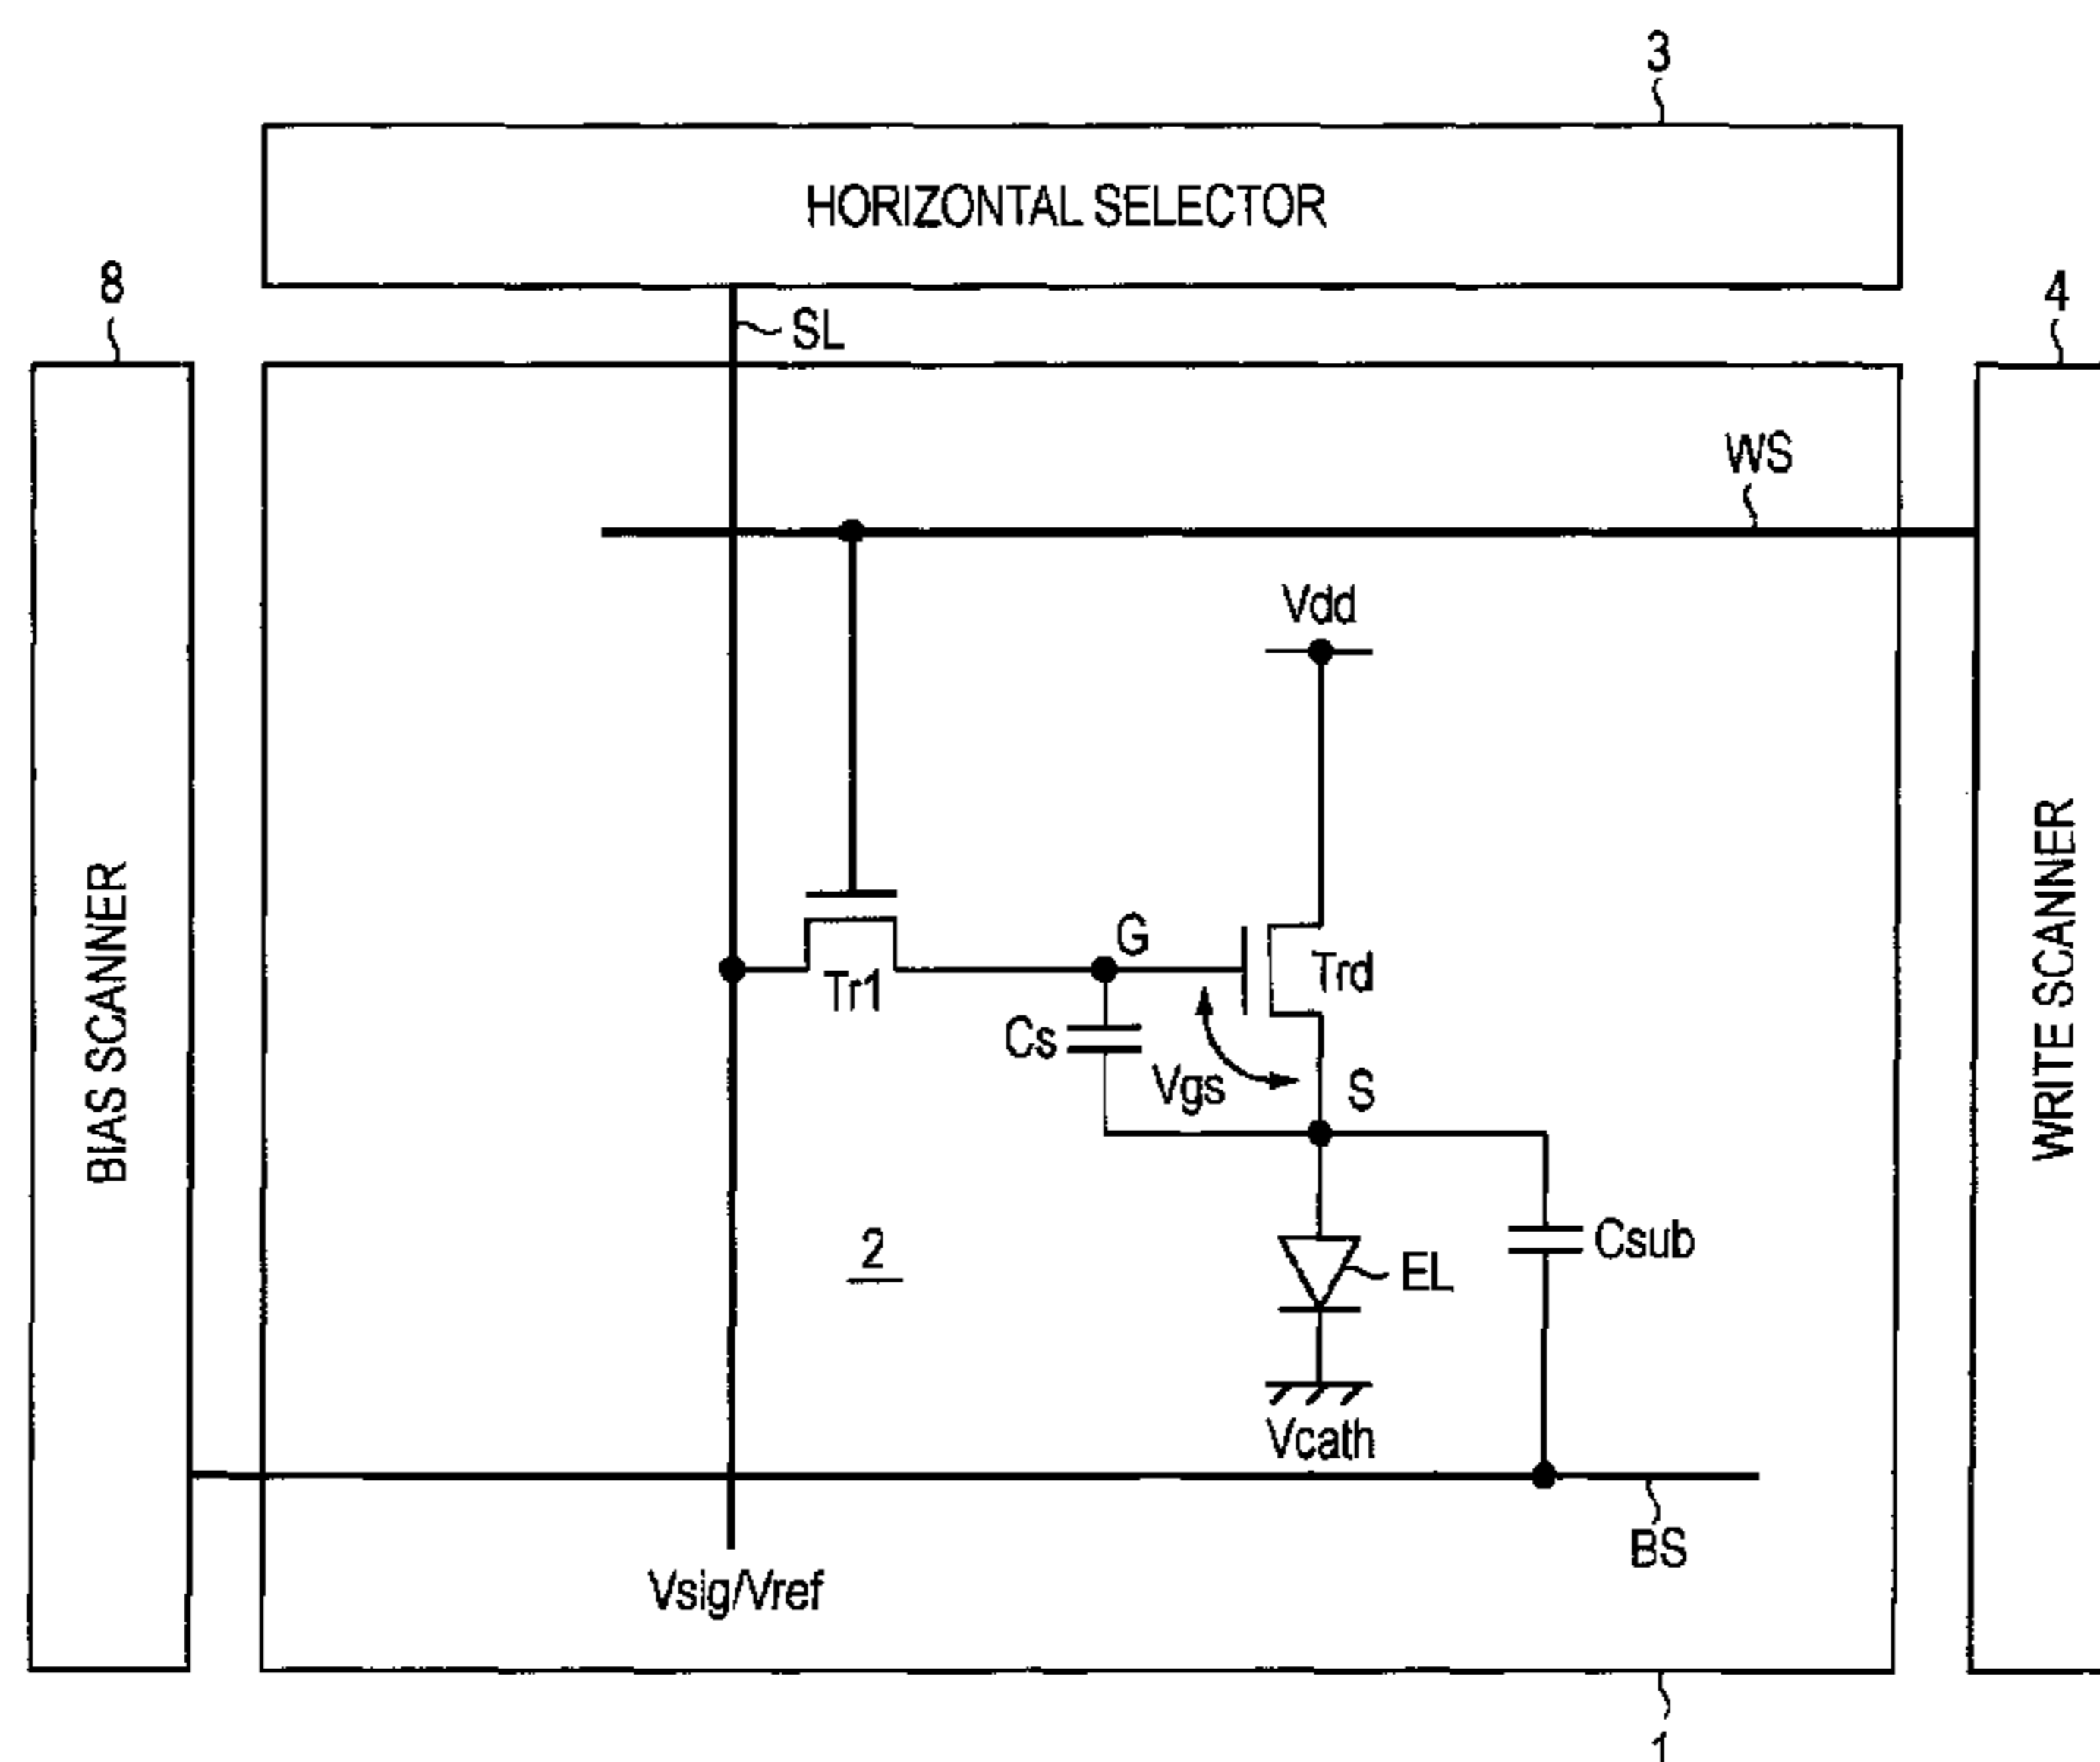 3
HORIZONTAL SELECTOR
8
SL
4
WS
Vdd
BIAS SCANNER
WRITE SCANNER
G
Trd
Tr1
Cs
Vgs
S
2
EL
Csub
Vcath
BS
Vsig/Vref
1